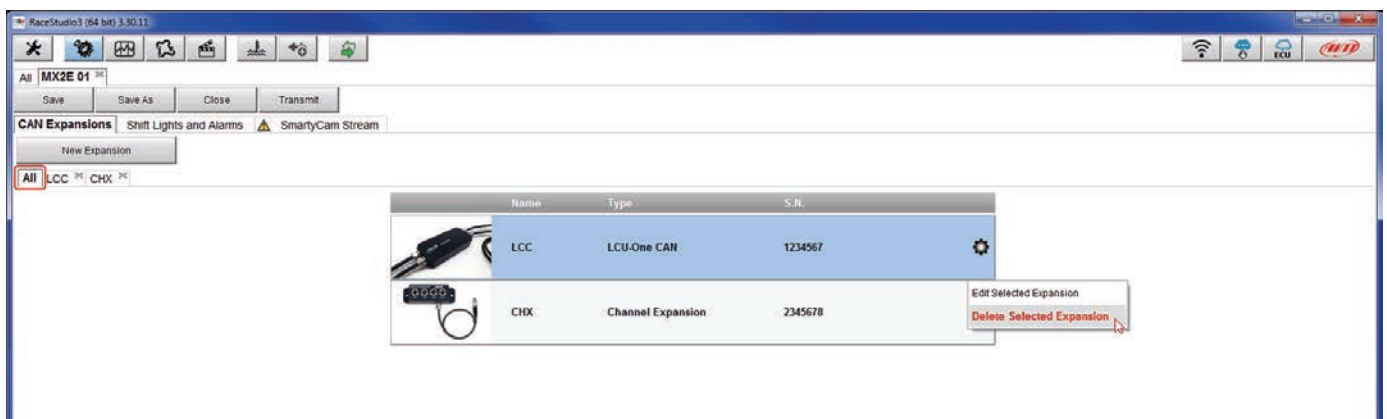 RaceStudio3 (64 bit) 3.30.11
ECU
AIM
All MX2E 01
Save Save As Close Transmit
CAN Expansions Shift Lights and Alarms SmartyCam Stream
New Expansion
All LCC CHX
Name Type S.N.
LCC LCU-One CAN 1234567
Edit Selected Expansion
CHX Channel Expansion 2345678
Delete Selected Expansion